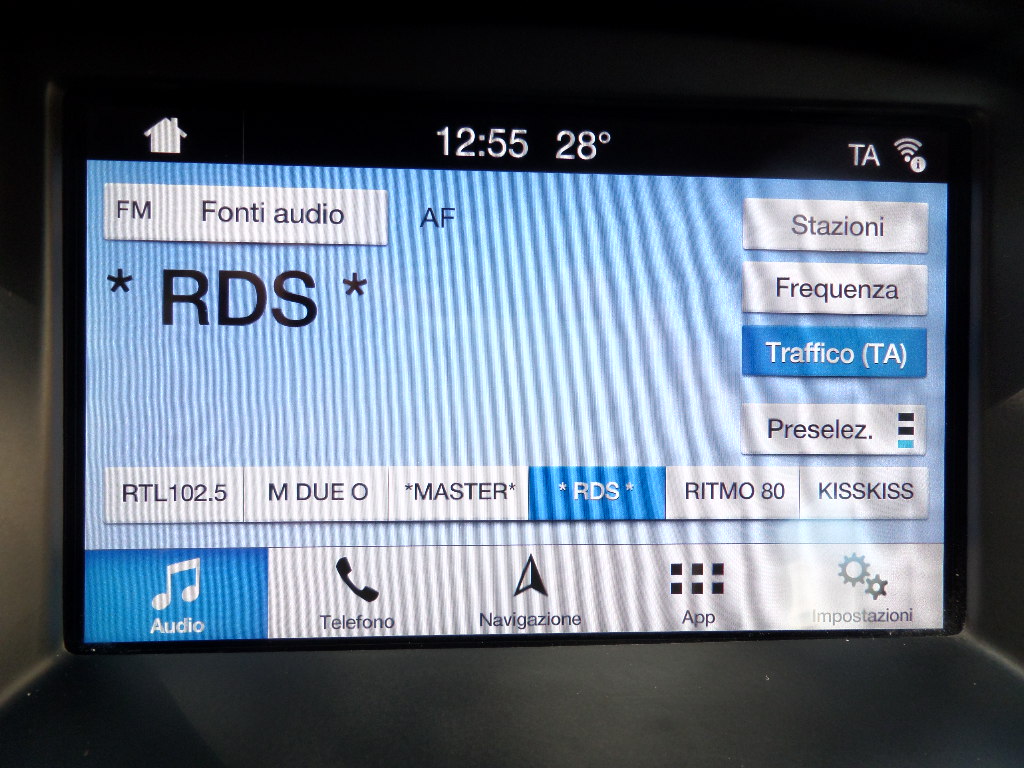 12:55 28° TA
FM Fonti audio AF
* RDS *
Stazioni
Frequenza
Traffico (TA)
Preselez.
RTL102.5 M DUE O *MASTER* * RDS * RITMO 80 KISSKISS
Audio Telefono Navigazione App Impostazioni